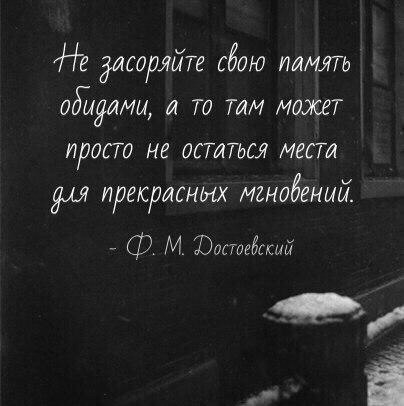 Не засоряйте свою память
обидами, а то там может
просто не остаться места
для прекрасных мгновений.
- Ф. М. Достоевский